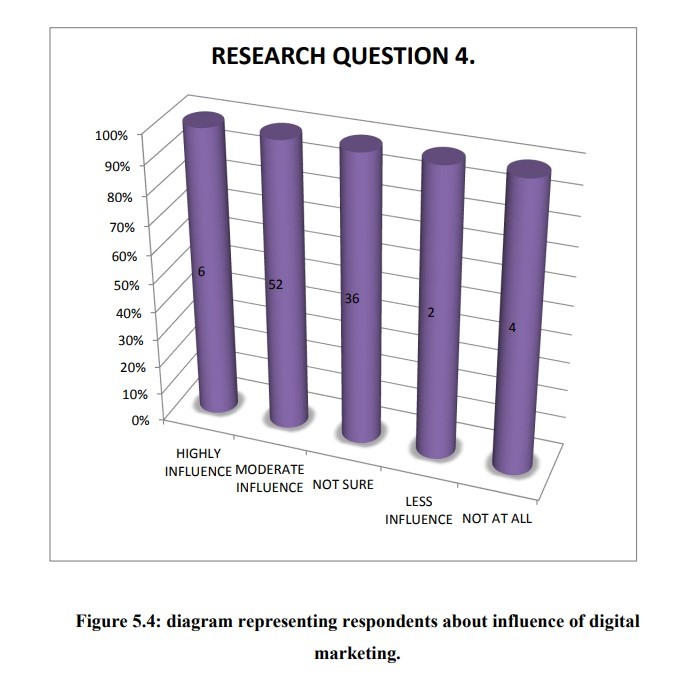 RESEARCH QUESTION 4.
100%
90%
80%
70%
60%
50%
40%
30%
20%
10%
0%
6
52
36
2
4
HIGHLY
INFLUENCE
MODERATE
INFLUENCE
NOT SURE
LESS
INFLUENCE
NOT AT ALL
Figure 5.4: diagram representing respondents about influence of digital
marketing.